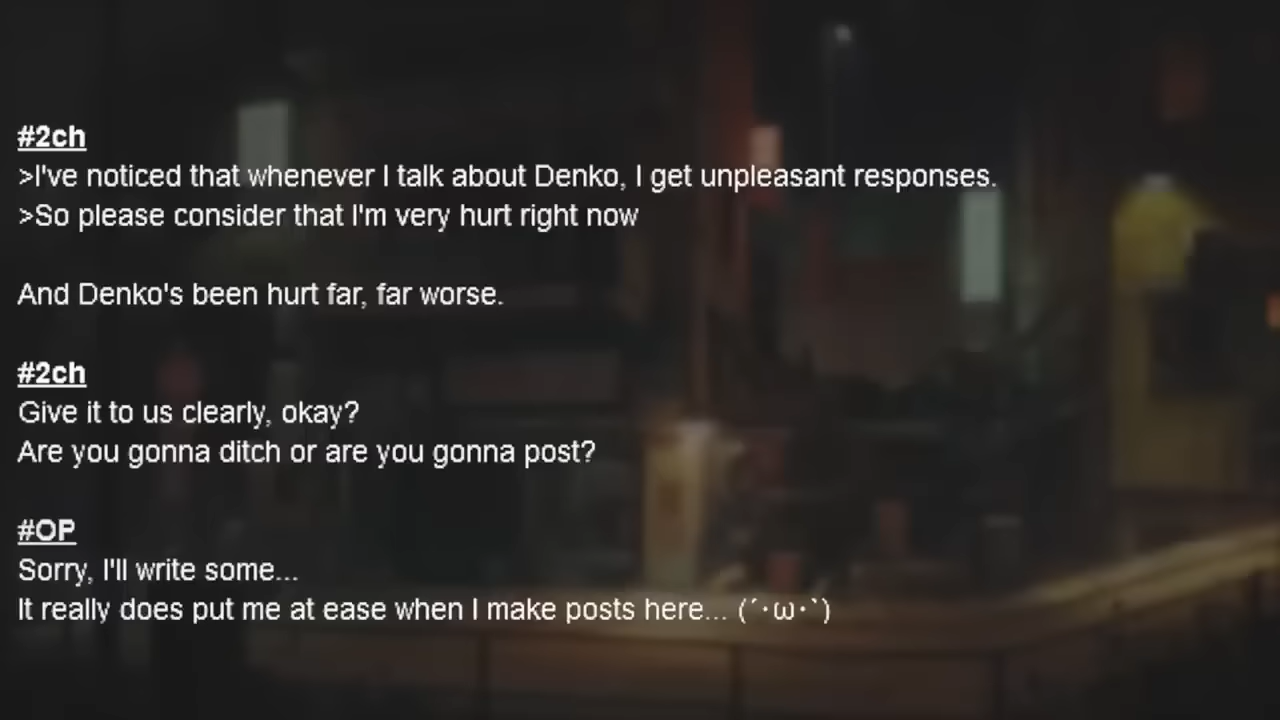 #2ch
>I've noticed that whenever I talk about Denko, I get unpleasant responses.
>So please consider that I'm very hurt right now
And Denko's been hurt far, far worse.
#2ch
Give it to us clearly, okay?
Are you gonna ditch or are you gonna post?
#OP
Sorry, I'll write some...
It really does put me at ease when I make posts here... (´･ω･`)